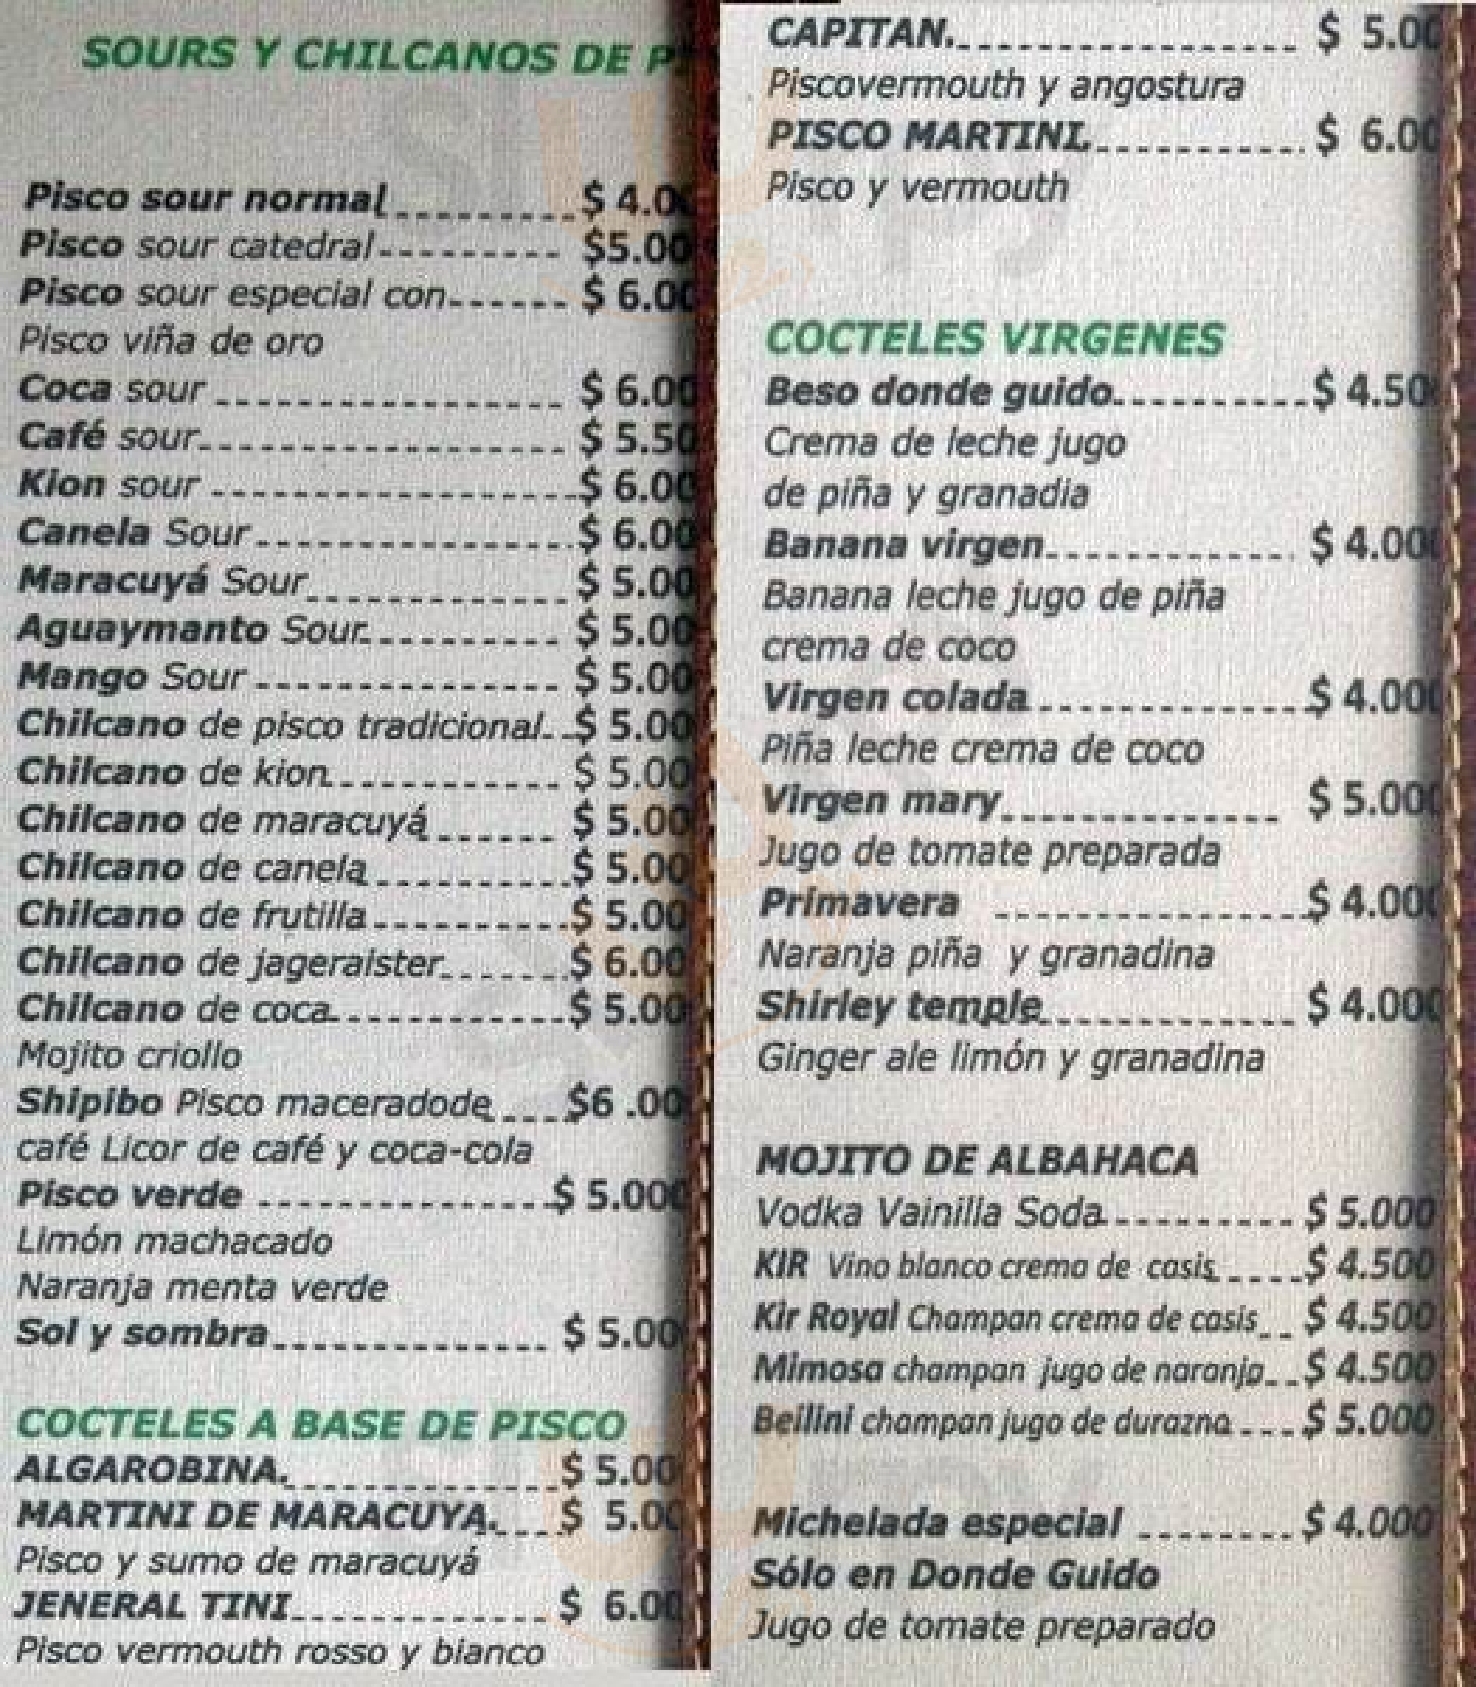 SOURS Y CHILCANOS DE P
Pisco sour normal $ 4.00
Pisco sour catedral $5.00
Pisco sour especial con $ 6.00
Pisco viña de oro
Coca sour $ 6.00
Café sour $ 5.50
Kion sour $ 6.00
Canela Sour $ 6.00
Maracuyá Sour $ 5.00
Aguaymanto Sour $ 5.00
Mango Sour $ 5.00
Chilcano de pisco tradicional $ 5.00
Chilcano de kion $ 5.00
Chilcano de maracuyá $ 5.00
Chilcano de canela $ 5.00
Chilcano de frutilla $ 5.00
Chilcano de jageraister $ 6.00
Chilcano de coca $ 5.00
Mojito criollo
Shipibo Pisco maceradode $6 .00
café Licor de café y coca-cola
Pisco verde $ 5.000
Limón machacado
Naranja menta verde
Sol y sombra $ 5.00
COCTELES A BASE DE PISCO
ALGAROBINA. $ 5.00
MARTINI DE MARACUYA. $ 5.00
Pisco y sumo de maracuyá
JENERAL TINI $ 6.00
Pisco vermouth rosso y bianco
CAPITAN. $ 5.00
Piscovermouth y angostura
PISCO MARTINI. $ 6.00
Pisco y vermouth
COCTELES VIRGENES
Beso donde guido $ 4.50
Crema de leche jugo
de piña y granadia
Banana virgen $ 4.000
Banana leche jugo de piña
crema de coco
Virgen colada $ 4.000
Piña leche crema de coco
Virgen mary $ 5.000
Jugo de tomate preparada
Primavera $ 4.000
Naranja piña y granadina
Shirley temple $ 4.000
Ginger ale limón y granadina
MOJITO DE ALBAHACA
Vodka Vainilla Soda $ 5.000
KIR Vino blanco crema de casis $ 4.500
Kir Royal Champan crema de casis $ 4.500
Mimosa champan jugo de naranja $ 4.500
Bellini champan jugo de durazno $ 5.000
Michelada especial $ 4.000
Sólo en Donde Guido
Jugo de tomate preparado